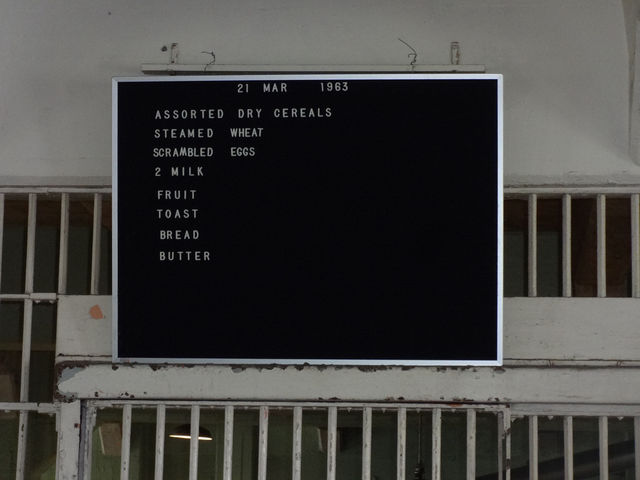 21 MAR 1963
ASSORTED DRY CEREALS
STEAMED WHEAT
SCRAMBLED EGGS
2 MILK
FRUIT
TOAST
BREAD
BUTTER